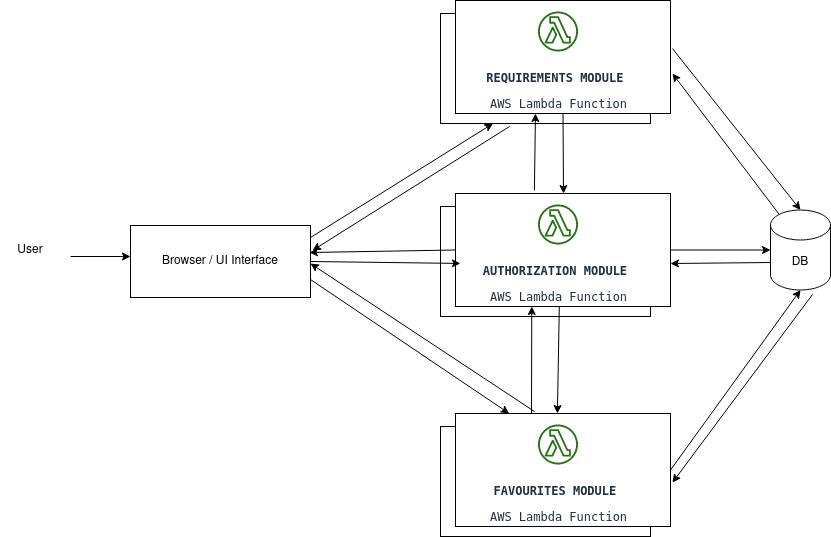 REQUIREMENTS MODULE
AWS Lambda Function
User
Browser / UI Interface
AUTHORIZATION MODULE
AWS Lambda Function
DB
FAVOURITES MODULE
AWS Lambda Function